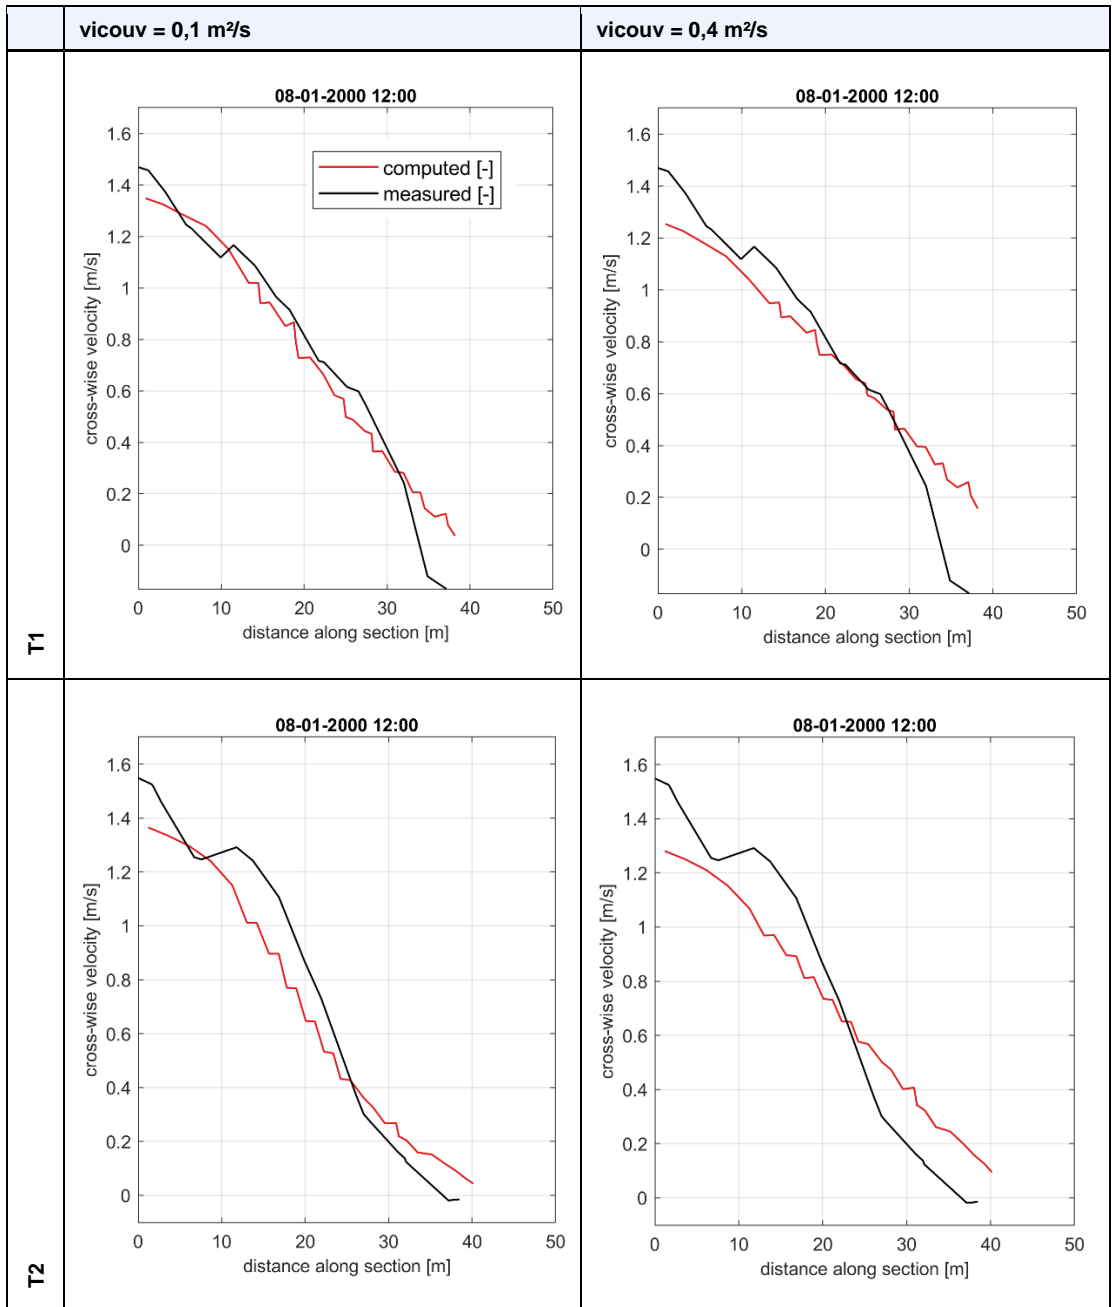 vicouv = 0,1 m²/s
vicouv = 0,4 m²/s
T1
08-01-2000 12:00
computed [-]
measured [-]
cross-wise velocity [m/s]
1.6
1.4
1.2
1
0.8
0.6
0.4
0.2
0
0 10 20 30 40 50
distance along section [m]
08-01-2000 12:00
cross-wise velocity [m/s]
1.6
1.4
1.2
1
0.8
0.6
0.4
0.2
0
0 10 20 30 40 50
distance along section [m]
T2
08-01-2000 12:00
cross-wise velocity [m/s]
1.6
1.4
1.2
1
0.8
0.6
0.4
0.2
0
0 10 20 30 40 50
distance along section [m]
08-01-2000 12:00
cross-wise velocity [m/s]
1.6
1.4
1.2
1
0.8
0.6
0.4
0.2
0
0 10 20 30 40 50
distance along section [m]